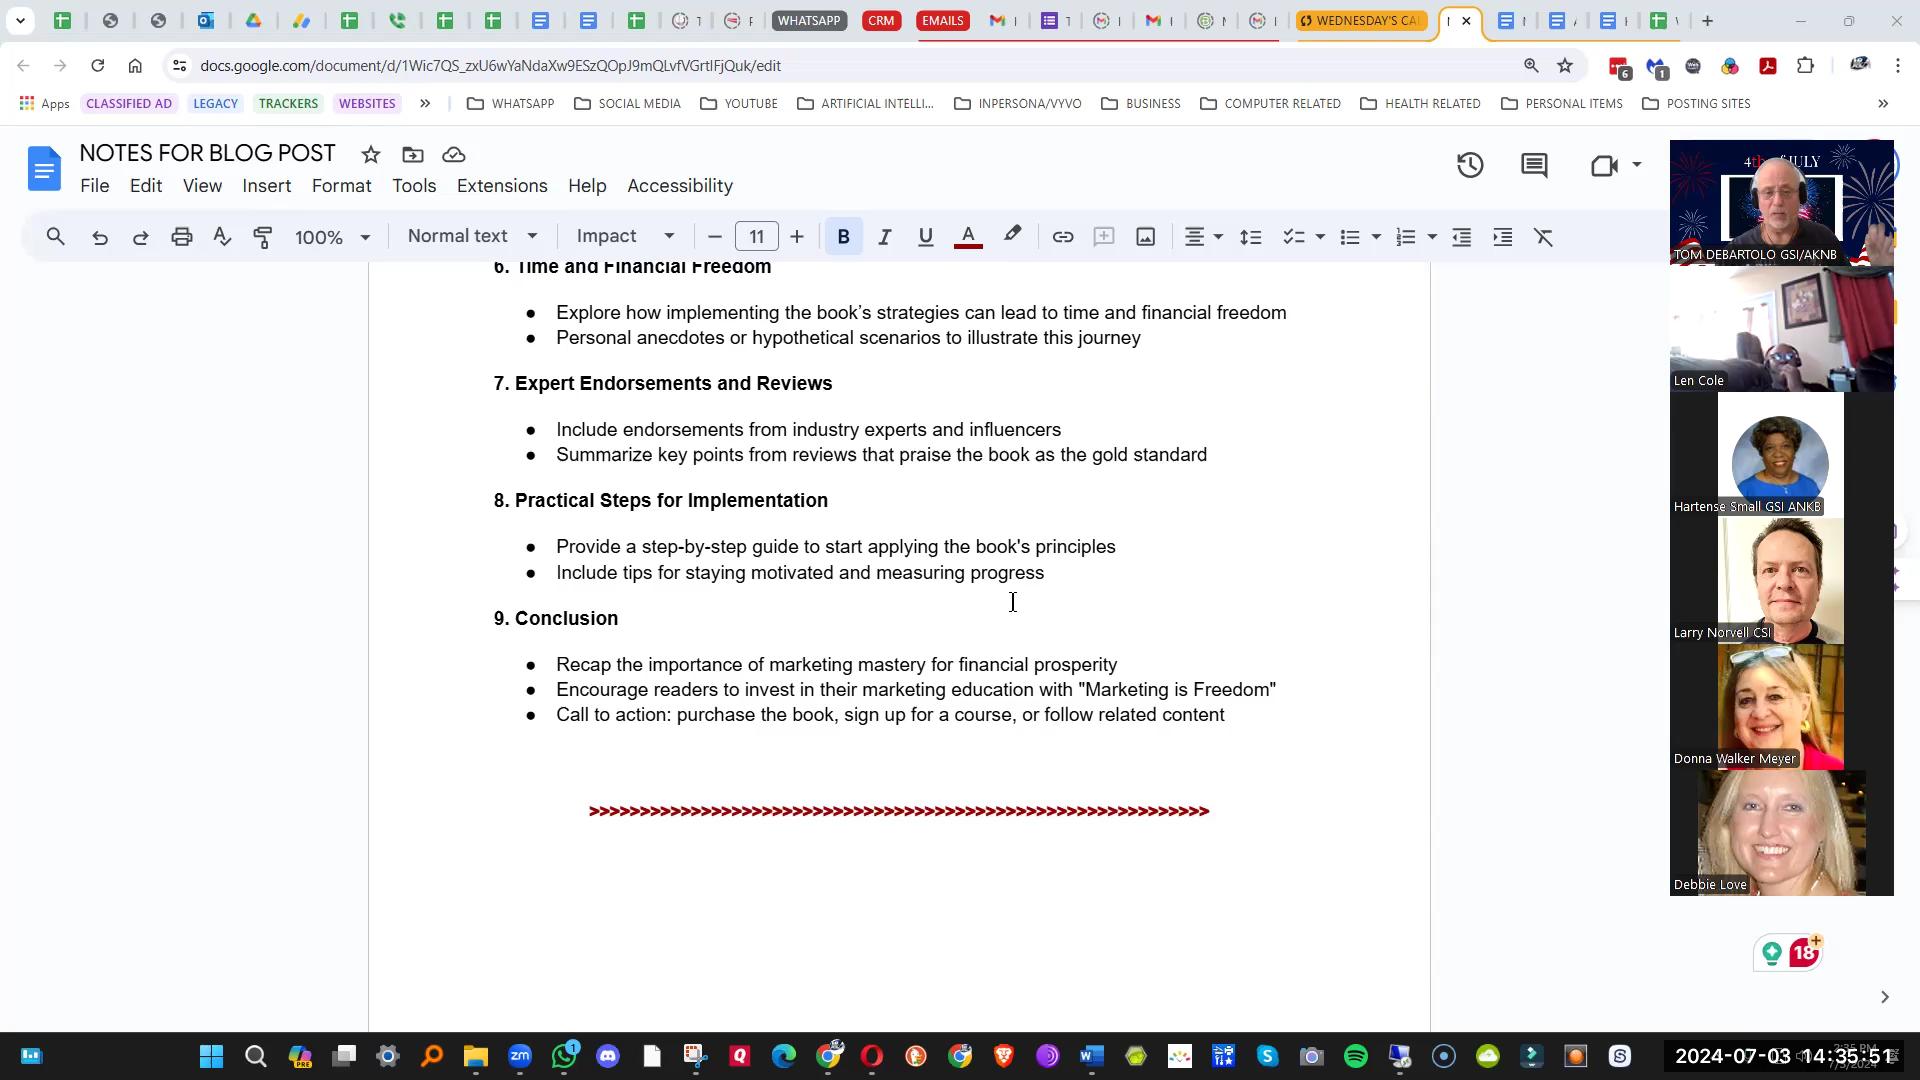 WHATSAPP CRM EMAILS WEDNESDAY'S CA
docs.google.com/document/d/1Wic7QS_zxU6wYaNdaXw9ESzQOpJ9mQLvfVGrtlFjQuk/edit
6 1
Apps CLASSIFIED AD LEGACY TRACKERS WEBSITES WHATSAPP SOCIAL MEDIA YOUTUBE ARTIFICIAL INTELLI... INPERSONA/VYVO BUSINESS COMPUTER RELATED HEALTH RELATED PERSONAL ITEMS POSTING SITES
NOTES FOR BLOG POST
File Edit View Insert Format Tools Extensions Help Accessibility
100% Normal text Impact 11 B I U A
6. Time and Financial Freedom
● Explore how implementing the book’s strategies can lead to time and financial freedom
● Personal anecdotes or hypothetical scenarios to illustrate this journey
7. Expert Endorsements and Reviews
● Include endorsements from industry experts and influencers
● Summarize key points from reviews that praise the book as the gold standard
8. Practical Steps for Implementation
● Provide a step-by-step guide to start applying the book's principles
● Include tips for staying motivated and measuring progress
9. Conclusion
● Recap the importance of marketing mastery for financial prosperity
● Encourage readers to invest in their marketing education with "Marketing is Freedom"
● Call to action: purchase the book, sign up for a course, or follow related content
>>>>>>>>>>>>>>>>>>>>>>>>>>>>>>>>>>>>>>>>>>>>>>>>>>>>>>>>>>>>>
TOM DEBARTOLO GSI/AKNB
Len Cole
Hartense Small GSI ANKB
Larry Norvell CSI
Donna Walker Meyer
Debbie Love
18
2024-07-03 14:35:51